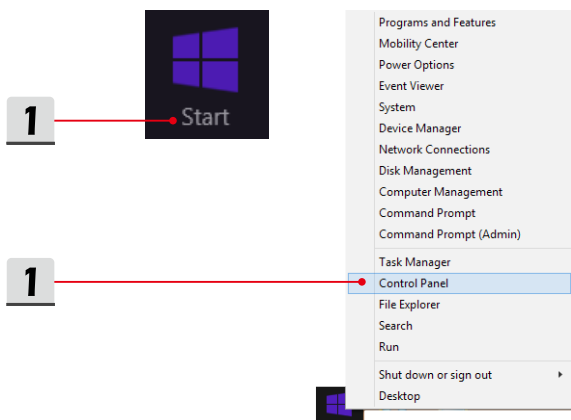 1
Start
1
Programs and Features
Mobility Center
Power Options
Event Viewer
System
Device Manager
Network Connections
Disk Management
Computer Management
Command Prompt
Command Prompt (Admin)
Task Manager
Control Panel
File Explorer
Search
Run
Shut down or sign out
Desktop